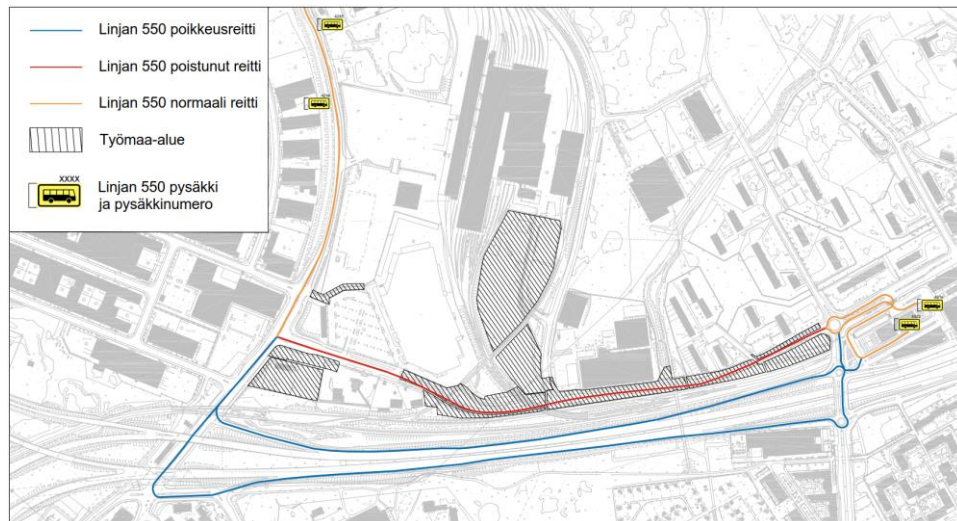 Linjan 550 poikkeusreitti
Linjan 550 poistunut reitti
Linjan 550 normaali reitti
Työmaa-alue
XXXX
Linjan 550 pysäkki
ja pysäkkinumero